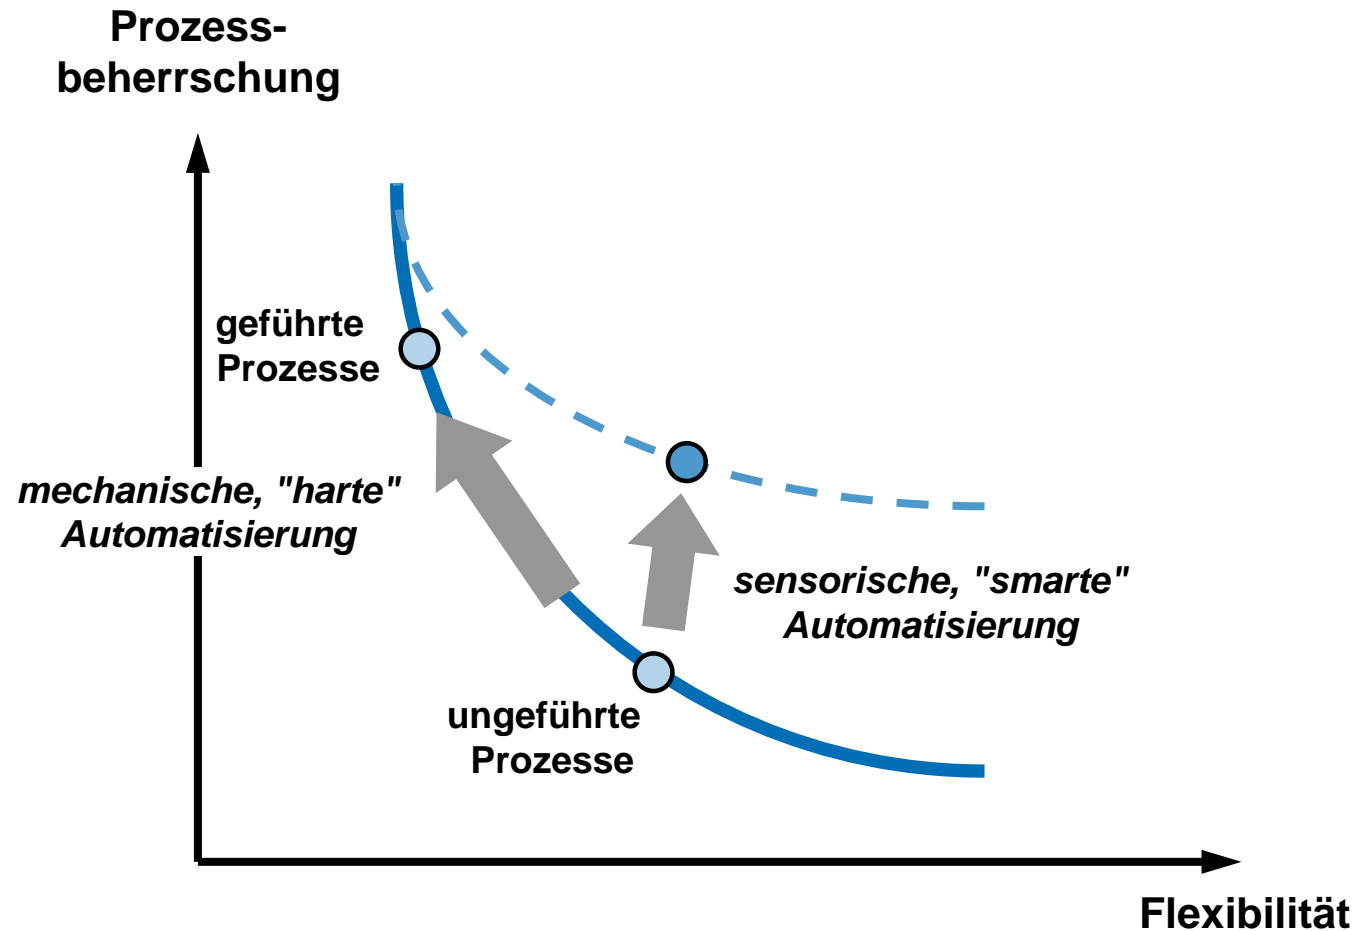 Prozess-
beherrschung
geführte
Prozesse
mechanische, "harte"
Automatisierung
sensorische, "smarte"
Automatisierung
ungeführte
Prozesse
Flexibilität